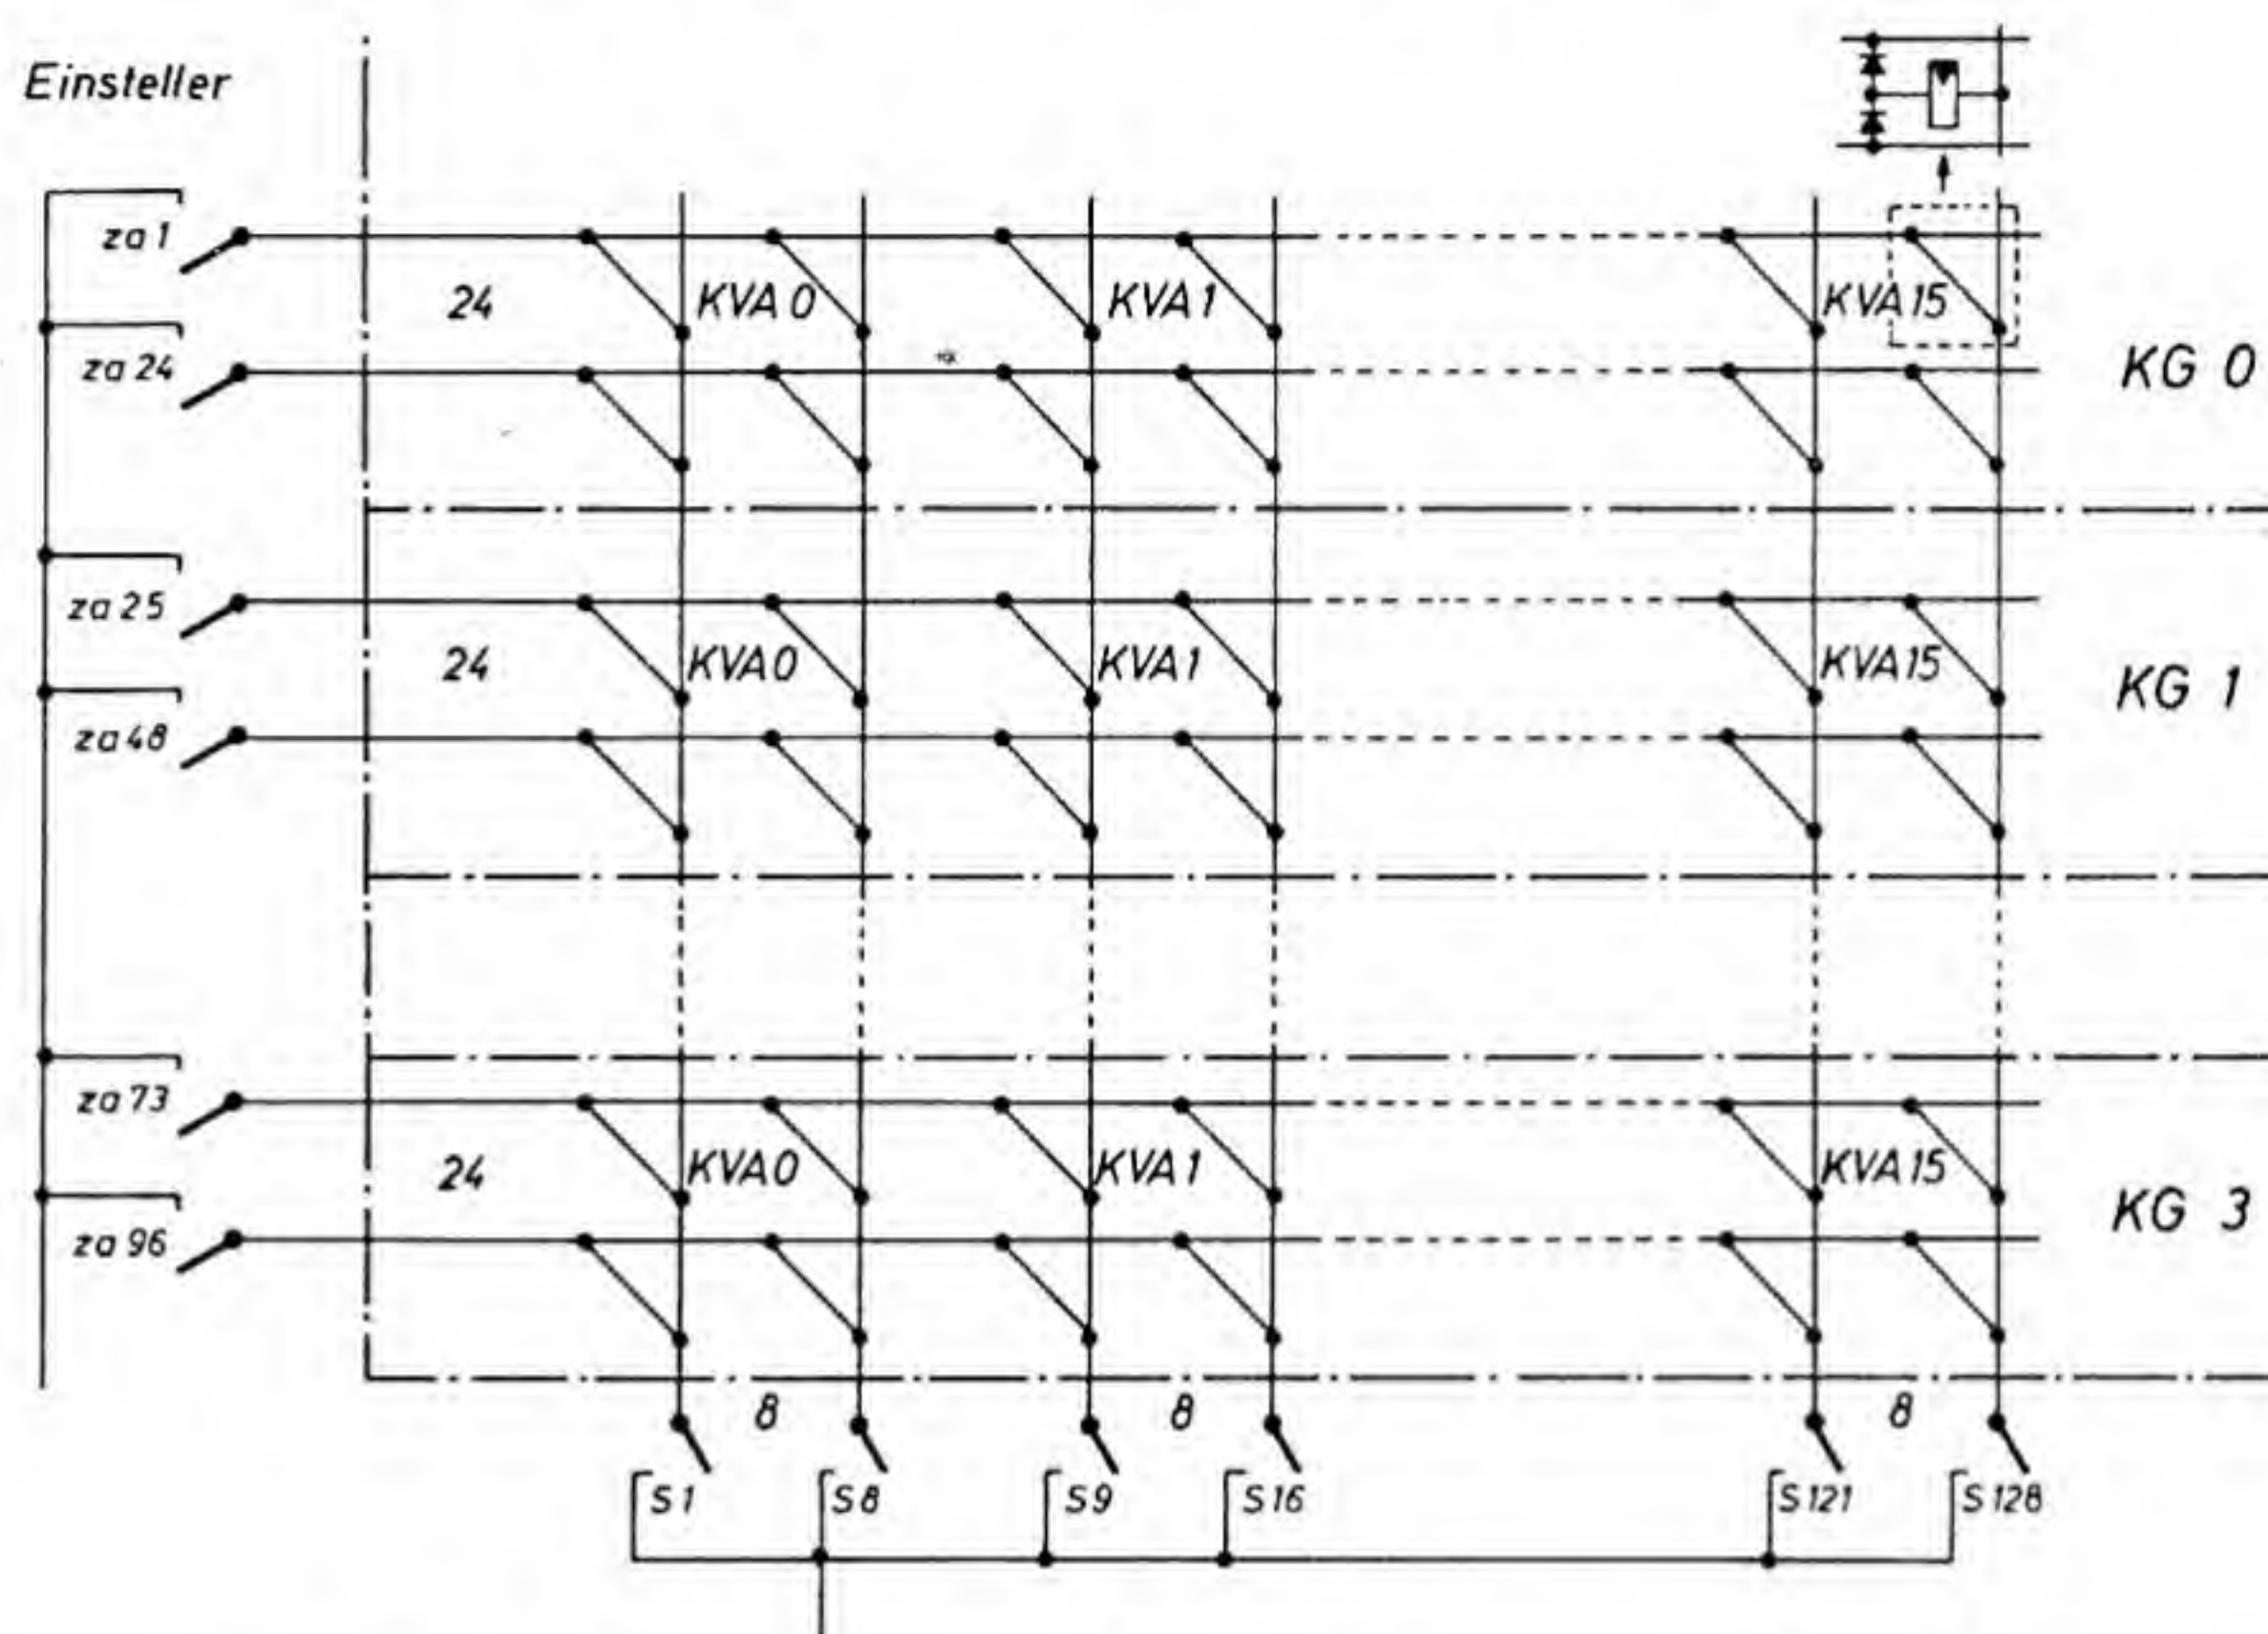 Einsteller
za 1
24 KVA 0 KVA 1 KVA 15
za 24
KG 0
za 25
24 KVA 0 KVA 1 KVA 15
KG 1
za 48
za 73
24 KVA 0 KVA 1 KVA 15
KG 3
za 96
8 8 8
S 1 S 8 S 9 S 16 S 121 S 128